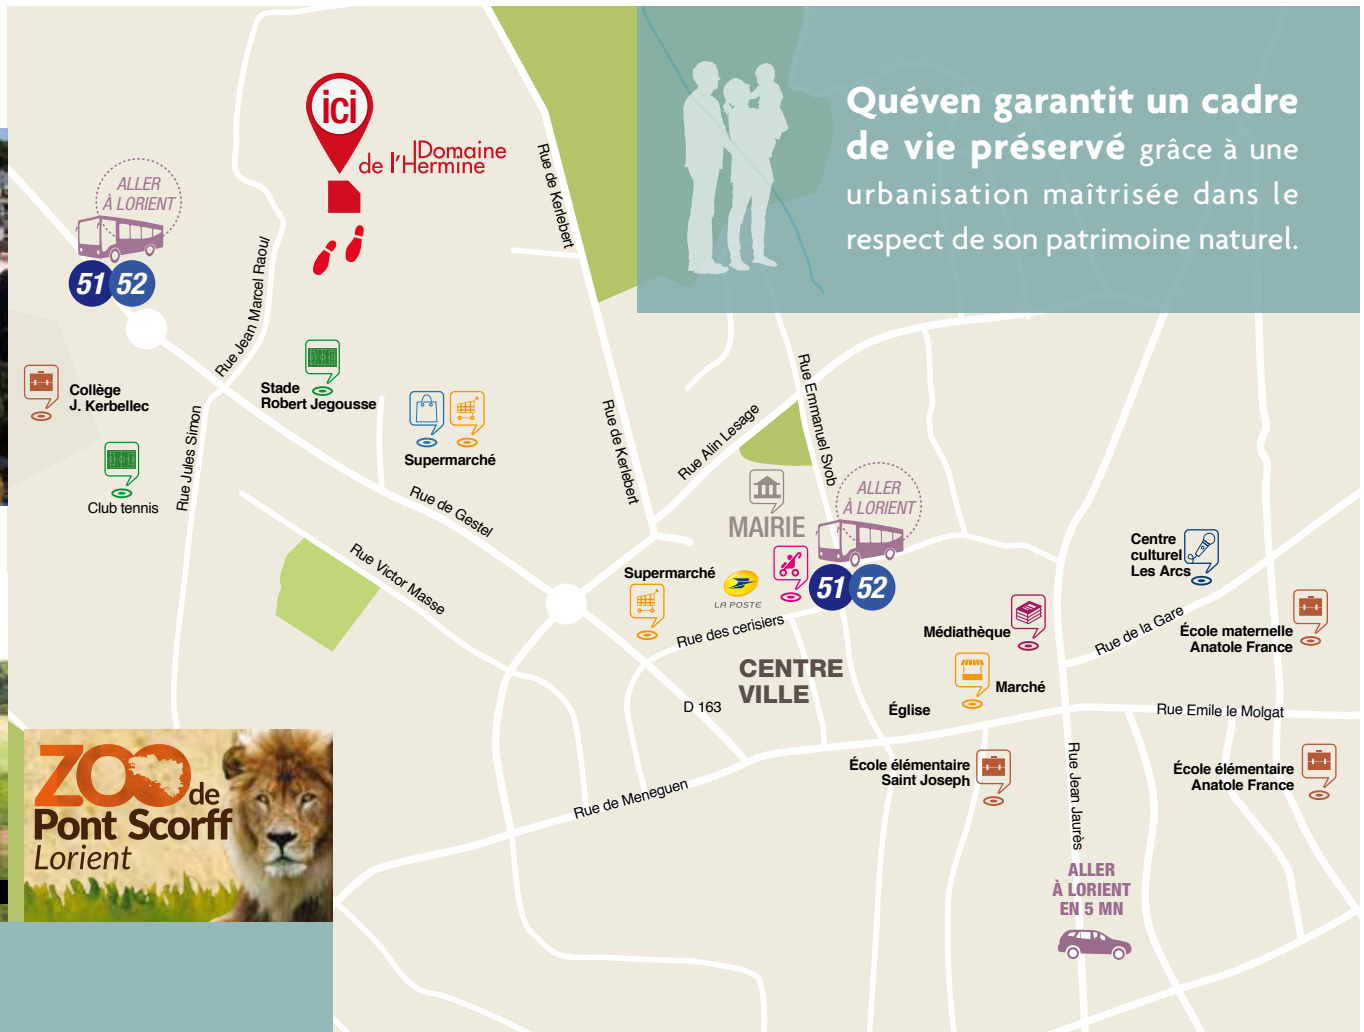 Quéven garantit un cadre
de vie préservé grâce à une
urbanisation maîtrisée dans le
respect de son patrimoine naturel.
ici
Domaine
de l'Hermine
ALLER
À LORIENT
51 52
Rue de Kerlebert
Rue Jean Marcel Raoul
Collège
J. Kerbellec
Stade
Robert Jegousse
Supermarché
Club tennis
Rue Jules Simon
Rue de Gestel
Rue Victor Masse
Rue de Kerlebert
Rue Alin Lesage
Rue Emmanuel Svob
MAIRIE
ALLER
À LORIENT
51 52
Supermarché
LA POSTE
Rue des cerisiers
CENTRE
VILLE
D 163
Centre
culturel
Les Arcs
Médiathèque
Rue de la Gare
École maternelle
Anatole France
Marché
Église
Rue Emile le Molgat
École élémentaire
Saint Joseph
Rue Jean Jaurès
École élémentaire
Anatole France
Rue de Meneguen
ALLER
À LORIENT
EN 5 MN
ZOO de
Pont Scorff
Lorient